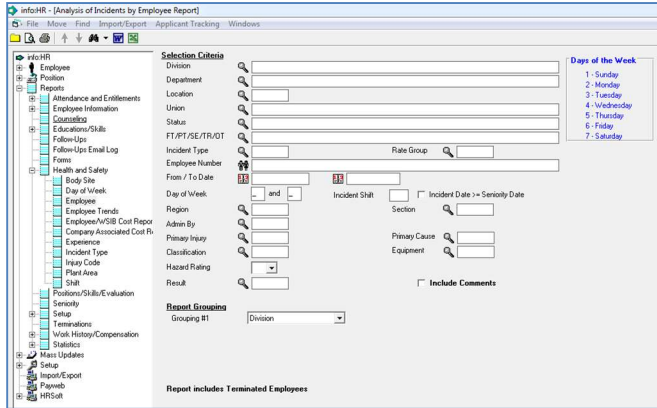 info:HR - [Analysis of Incidents by Employee Report]
File Move Find Import/Export Applicant Tracking Windows
info:HR
Employee
Position
Reports
Attendance and Entitlements
Employee Information
Counseling
Educations/Skills
Follow-Ups
Follow-Ups Email Log
Forms
Health and Safety
Body Site
Day of Week
Employee
Employee Trends
Employee/WSIB Cost Repor
Company Associated Cost R
Experience
Incident Type
Injury Code
Plant Area
Shift
Positions/Skills/Evaluation
Seniority
Setup
Terminations
Work History/Compensation
Statistics
Mass Updates
Setup
Import/Export
Payweb
HRSoft
Selection Criteria
Division
Department
Location
Union
Status
FT/PT/SE/TR/OT
Incident Type Rate Group
Employee Number
From / To Date
Day of Week _ and _ Incident Shift Incident Date >= Seniority Date
Region Section
Admin By
Primary Injury Primary Cause
Classification Equipment
Hazard Rating
Result Include Comments
Report Grouping
Grouping #1 Division
Report includes Terminated Employees
Days of the Week
1 - Sunday
2 - Monday
3 - Tuesday
4 - Wednesday
5 - Thursday
6 - Friday
7 - Saturday